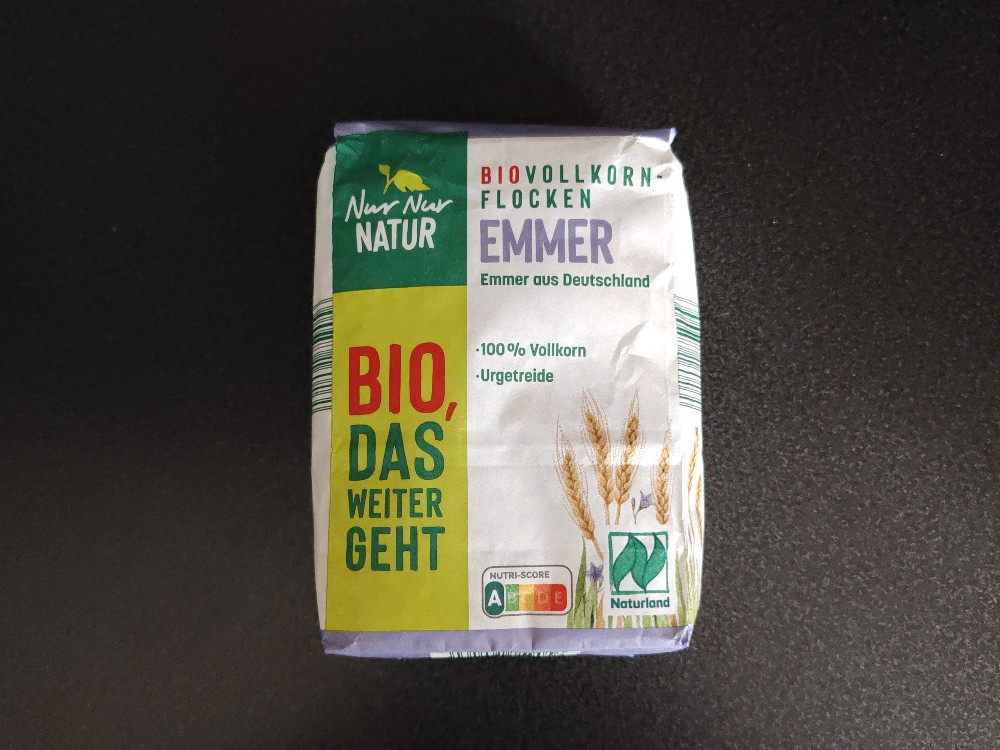 Nur Nur
NATUR
BIO,
DAS
WEITER
GEHT
BIOVOLLKORN-
FLOCKEN
EMMER
Emmer aus Deutschland
·100% Vollkorn
·Urgetreide
NUTRI-SCORE
A B C D E
Naturland